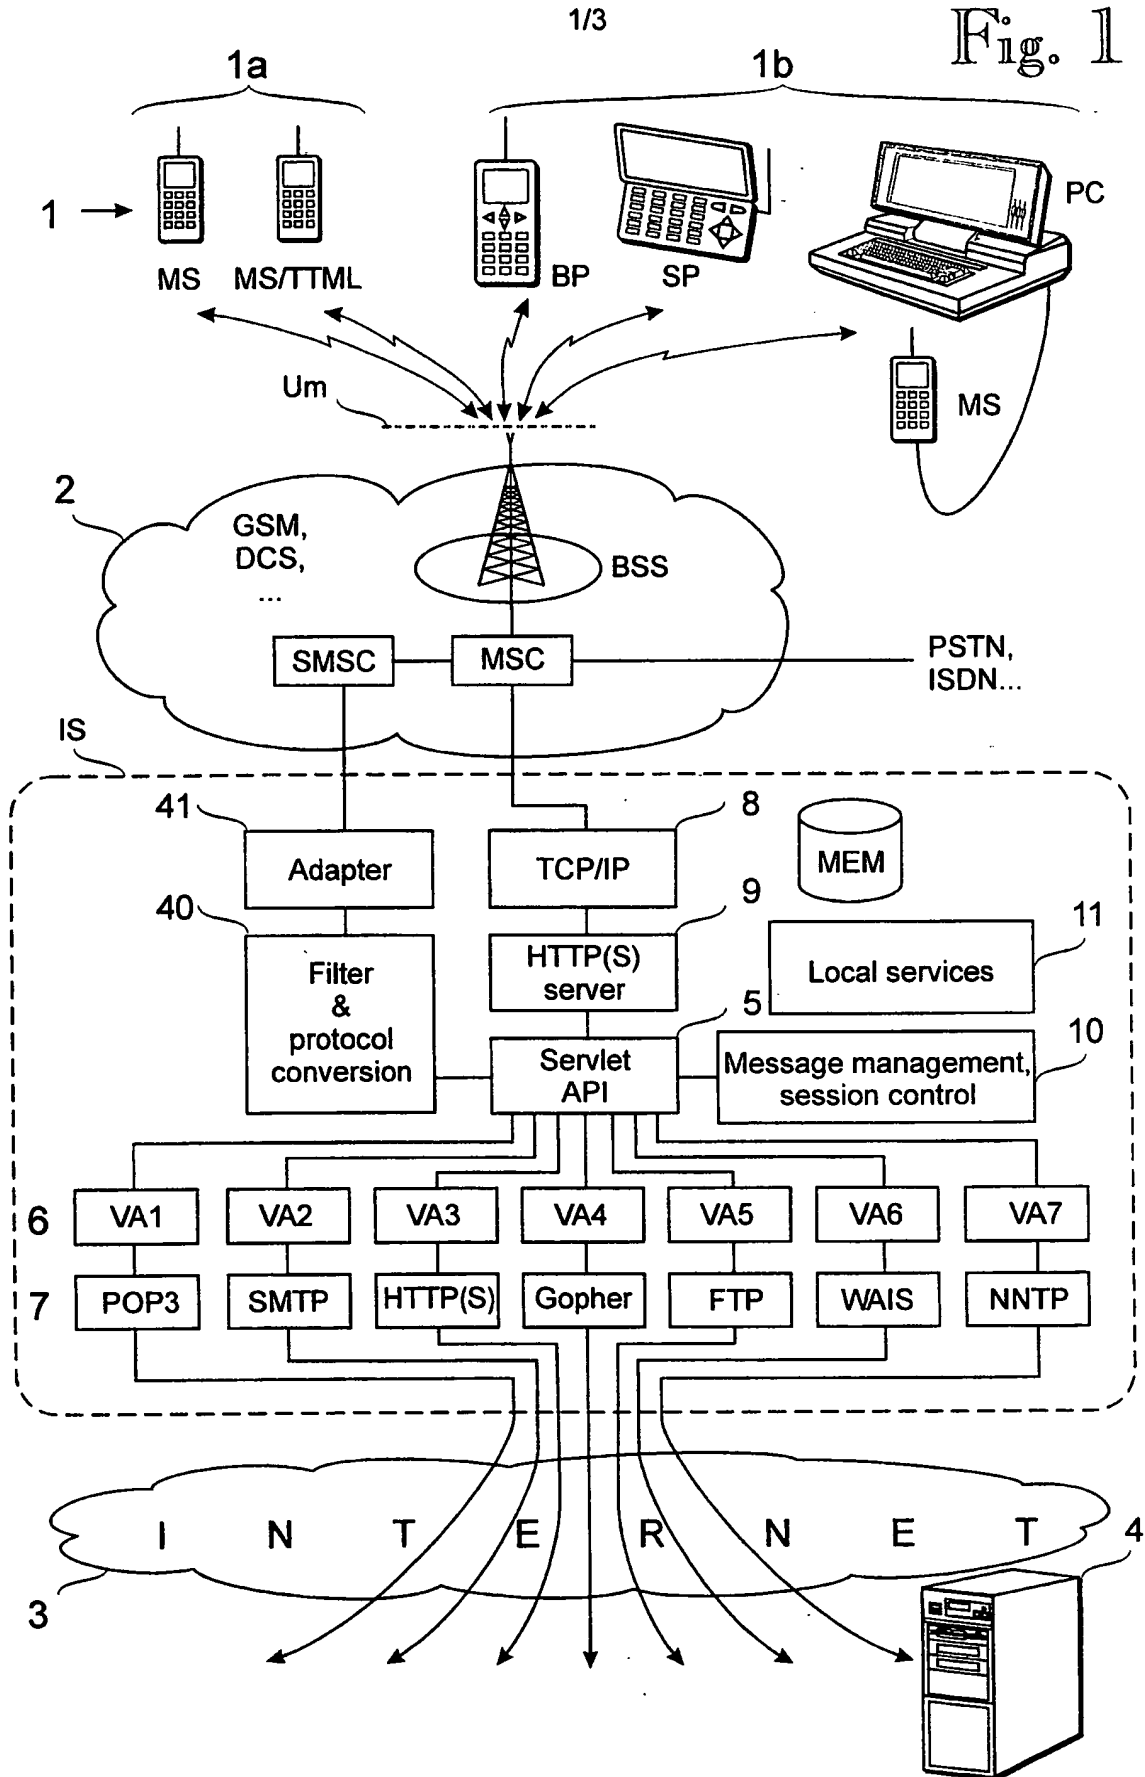 1/3
Fig. 1
1a
1b
1
MS
MS/TTML
BP
SP
PC
MS
Um
2
GSM,
DCS,
...
BSS
SMSC
MSC
PSTN,
ISDN...
IS
41
Adapter
8
TCP/IP
MEM
40
Filter
&
protocol
conversion
9
HTTP(S)
server
11
Local services
5
Servlet
API
10
Message management,
session control
6
VA1
VA2
VA3
VA4
VA5
VA6
VA7
7
POP3
SMTP
HTTP(S)
Gopher
FTP
WAIS
NNTP
I N T E R N E T
3
4